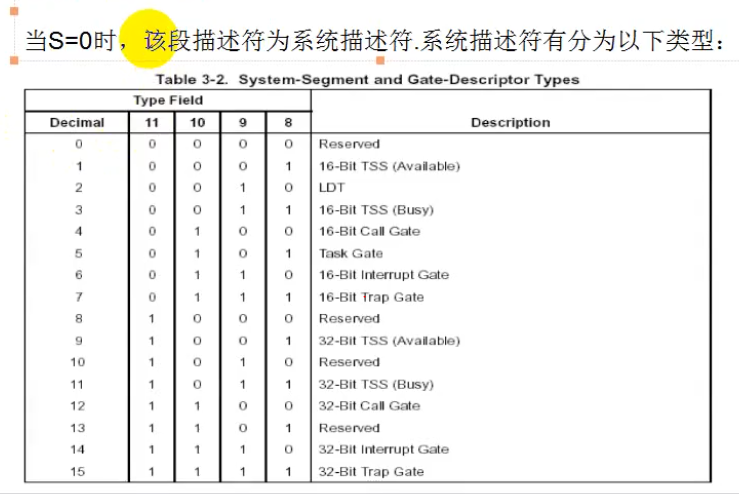 当S=0时，该段描述符为系统描述符.系统描述符有分为以下类型：
Table 3-2. System-Segment and Gate-Descriptor Types
Type Field
Decimal 11 10 9 8 Description
0 0 0 0 0 Reserved
1 0 0 0 1 16-Bit TSS (Available)
2 0 0 1 0 LDT
3 0 0 1 1 16-Bit TSS (Busy)
4 0 1 0 0 16-Bit Call Gate
5 0 1 0 1 Task Gate
6 0 1 1 0 16-Bit Interrupt Gate
7 0 1 1 1 16-Bit Trap Gate
8 1 0 0 0 Reserved
9 1 0 0 1 32-Bit TSS (Available)
10 1 0 1 0 Reserved
11 1 0 1 1 32-Bit TSS (Busy)
12 1 1 0 0 32-Bit Call Gate
13 1 1 0 1 Reserved
14 1 1 1 0 32-Bit Interrupt Gate
15 1 1 1 1 32-Bit Trap Gate